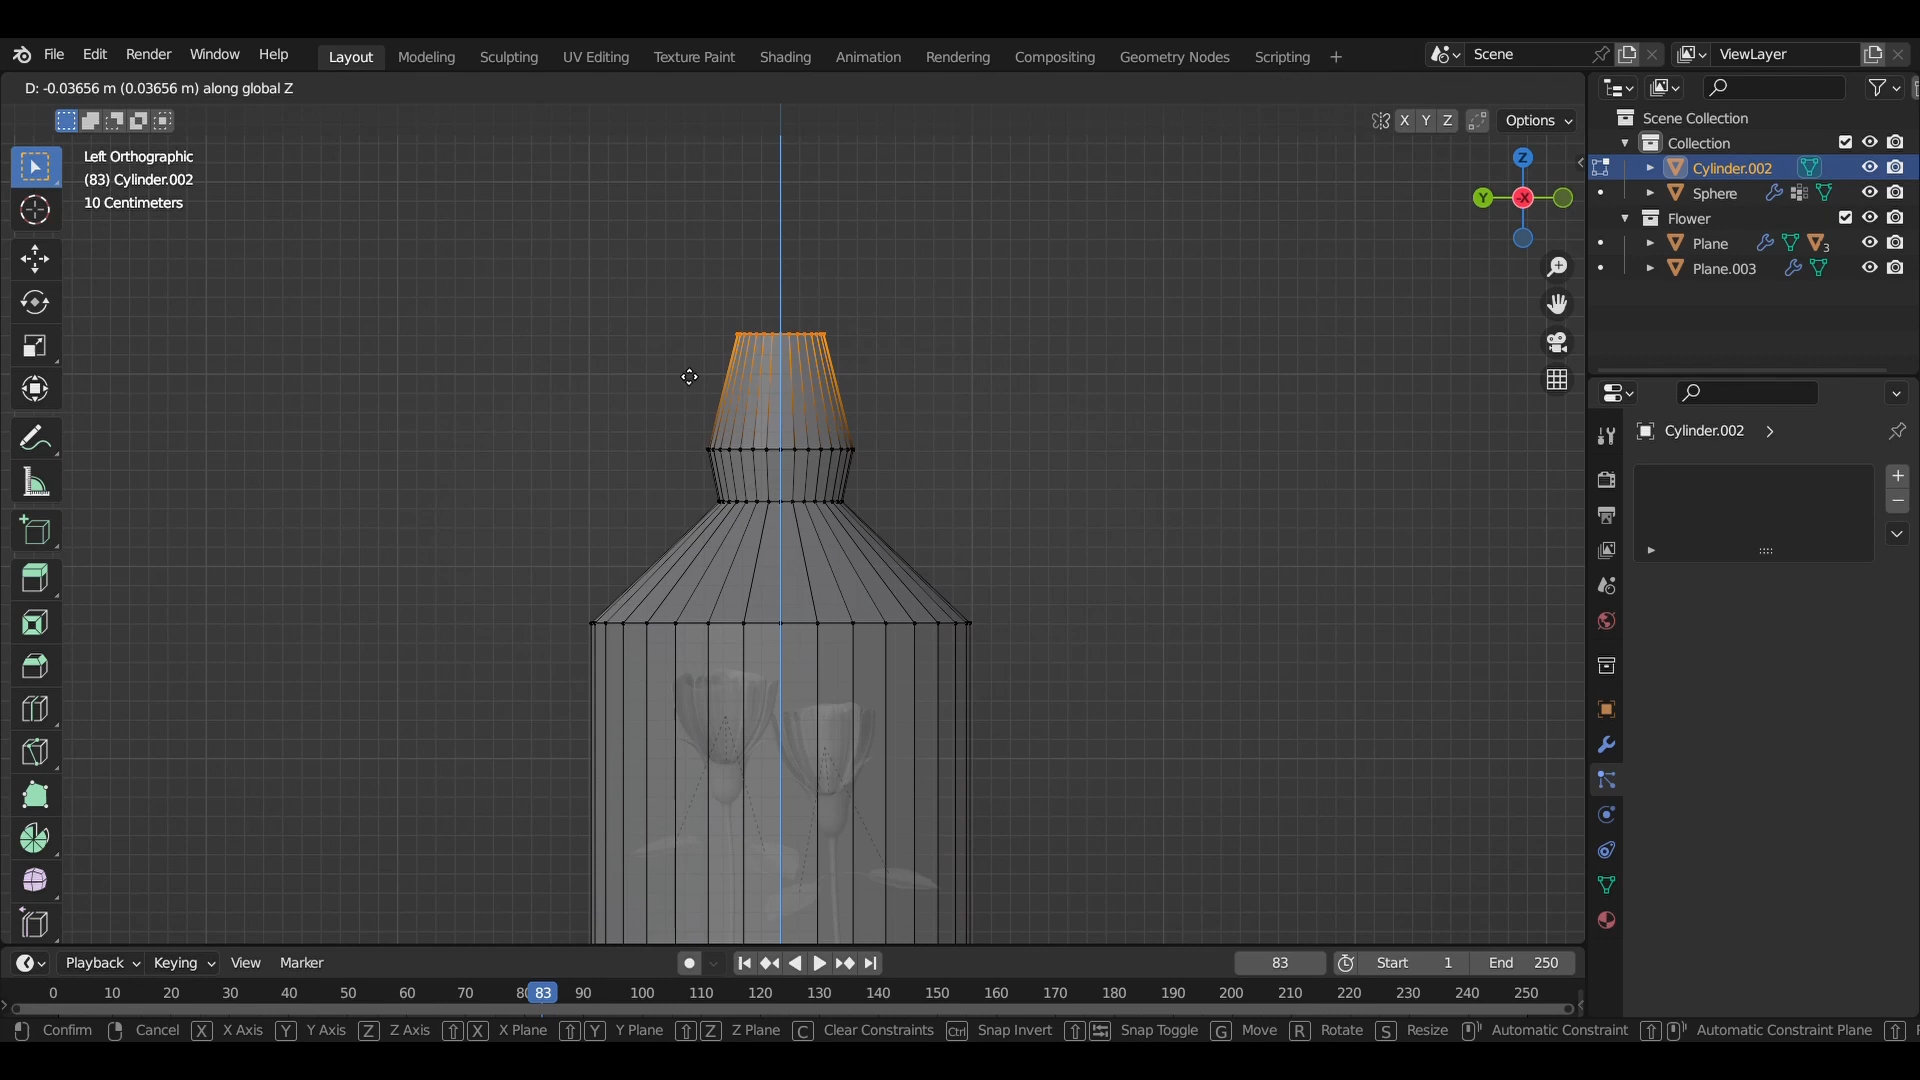 File Edit Render Window Help Layout Modeling Sculpting UV Editing Texture Paint Shading Animation Rendering Compositing Geometry Nodes Scripting + Scene ViewLayer
D: -0.03656 m (0.03656 m) along global Z
X Y Z Options
Left Orthographic
(83) Cylinder.002
10 Centimeters
Z
Y -X
Scene Collection
Collection
Cylinder.002
Sphere
Flower
Plane 3
Plane.003
Cylinder.002
Playback Keying View Marker 83 Start 1 End 250
0 10 20 30 40 50 60 70 80 83 90 100 110 120 130 140 150 160 170 180 190 200 210 220 230 240 250
Confirm Cancel X X Axis Y Y Axis Z Z Axis X X Plane Y Y Plane Z Z Plane C Clear Constraints Ctrl Snap Invert Snap Toggle G Move R Rotate S Resize Automatic Constraint Automatic Constraint Plane